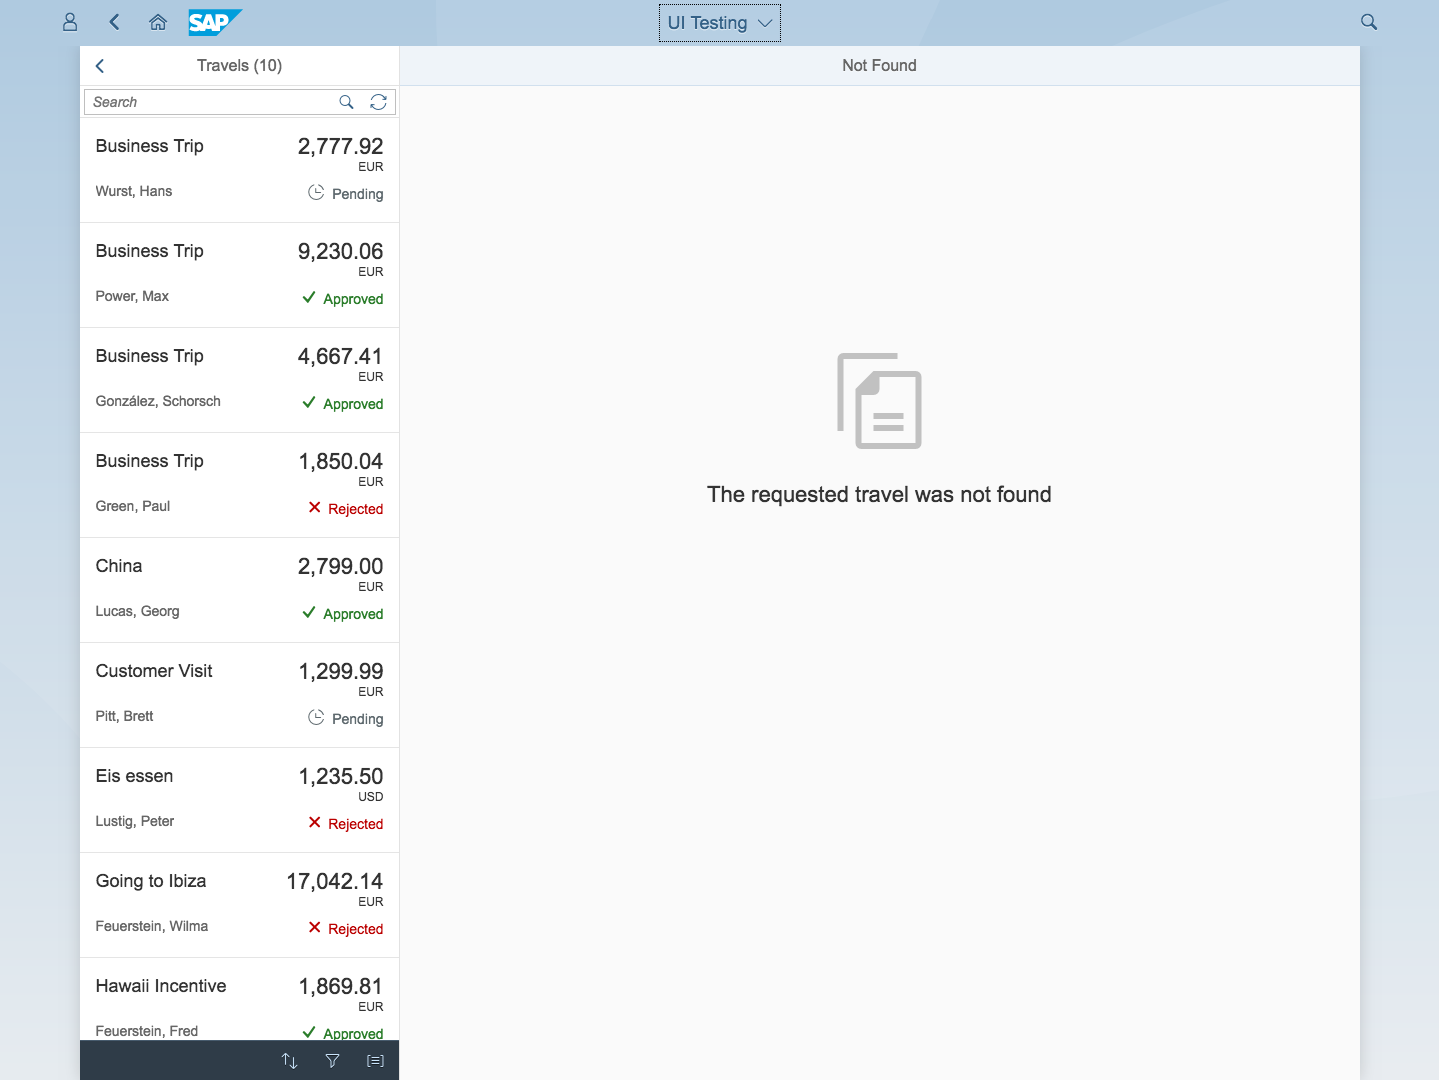 SAP
UI Testing
Travels (10)
Not Found
Search
Business Trip
2,777.92
EUR
Wurst, Hans
Pending
Business Trip
9,230.06
EUR
Power, Max
Approved
Business Trip
4,667.41
EUR
González, Schorsch
Approved
Business Trip
1,850.04
EUR
Green, Paul
Rejected
China
2,799.00
EUR
Lucas, Georg
Approved
Customer Visit
1,299.99
EUR
Pitt, Brett
Pending
Eis essen
1,235.50
USD
Lustig, Peter
Rejected
Going to Ibiza
17,042.14
EUR
Feuerstein, Wilma
Rejected
Hawaii Incentive
1,869.81
EUR
Feuerstein, Fred
Approved
The requested travel was not found